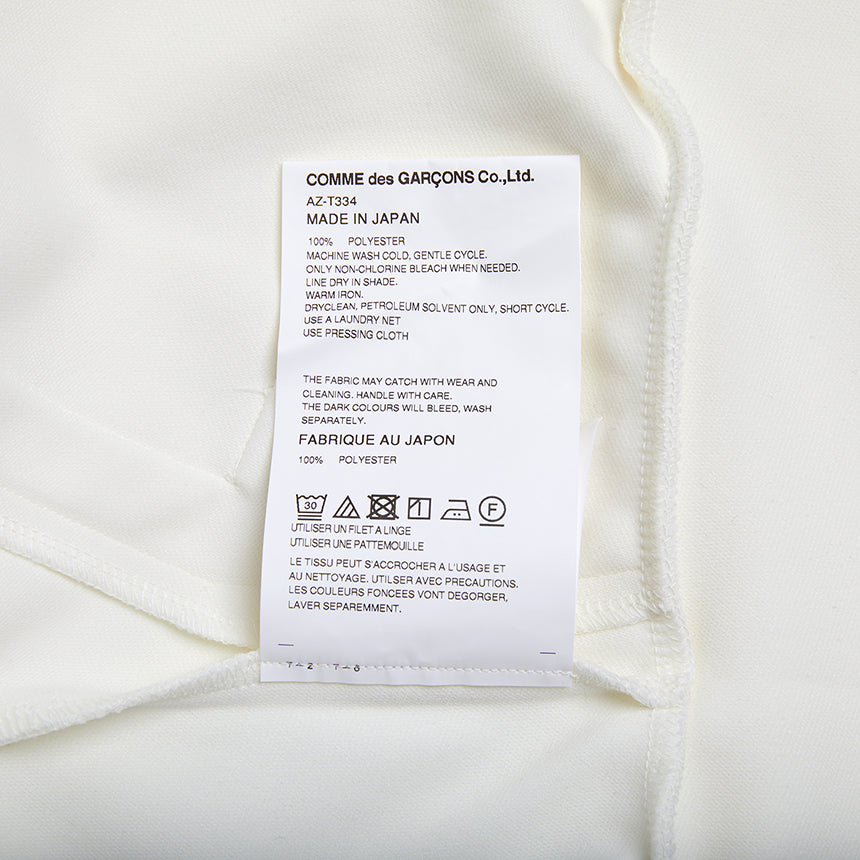 COMME des GARÇONS Co.,Ltd.
AZ-T334
MADE IN JAPAN
100% POLYESTER
MACHINE WASH COLD, GENTLE CYCLE.
ONLY NON-CHLORINE BLEACH WHEN NEEDED.
LINE DRY IN SHADE.
WARM IRON.
DRYCLEAN, PETROLEUM SOLVENT ONLY, SHORT CYCLE.
USE A LAUNDRY NET
USE PRESSING CLOTH
THE FABRIC MAY CATCH WITH WEAR AND
CLEANING. HANDLE WITH CARE.
THE DARK COLOURS WILL BLEED, WASH
SEPARATELY.
FABRIQUE AU JAPON
100% POLYESTER
30 F
UTILISER UN FILET A LINGE
UTILISER UNE PATTEMOUILLE
LE TISSU PEUT S'ACCROCHER A L'USAGE ET
AU NETTOYAGE. UTILSER AVEC PRECAUTIONS.
LES COULEURS FONCEES VONT DEGORGER,
LAVER SEPAREMMENT.